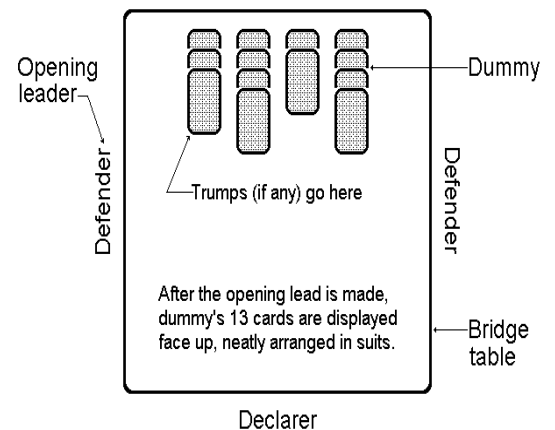 Opening
leader
Dummy
Defender
Defender
Trumps (if any) go here
After the opening lead is made,
dummy's 13 cards are displayed
face up, neatly arranged in suits.
Bridge
table
Declarer